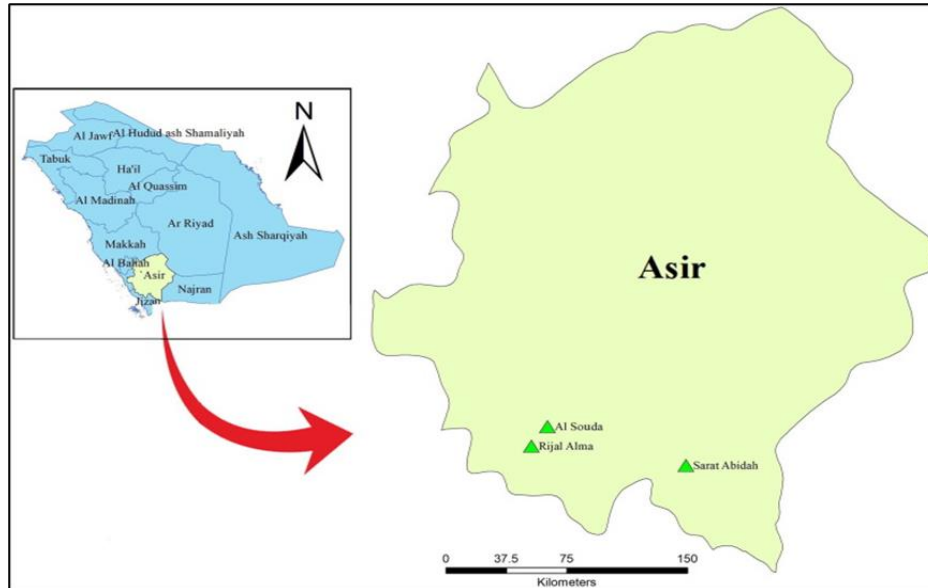 N
Al Jawf
Al Hudud ash Shamaliyah
Tabuk
Ha'il
Al Quassim
Al Madinah
Ar Riyad
Ash Sharqiyah
Makkah
Al Bahah
'Asir
Najran
Jizan
Asir
Al Souda
Rijal Alma
Sarat Abidah
0 37.5 75 150
Kilometers